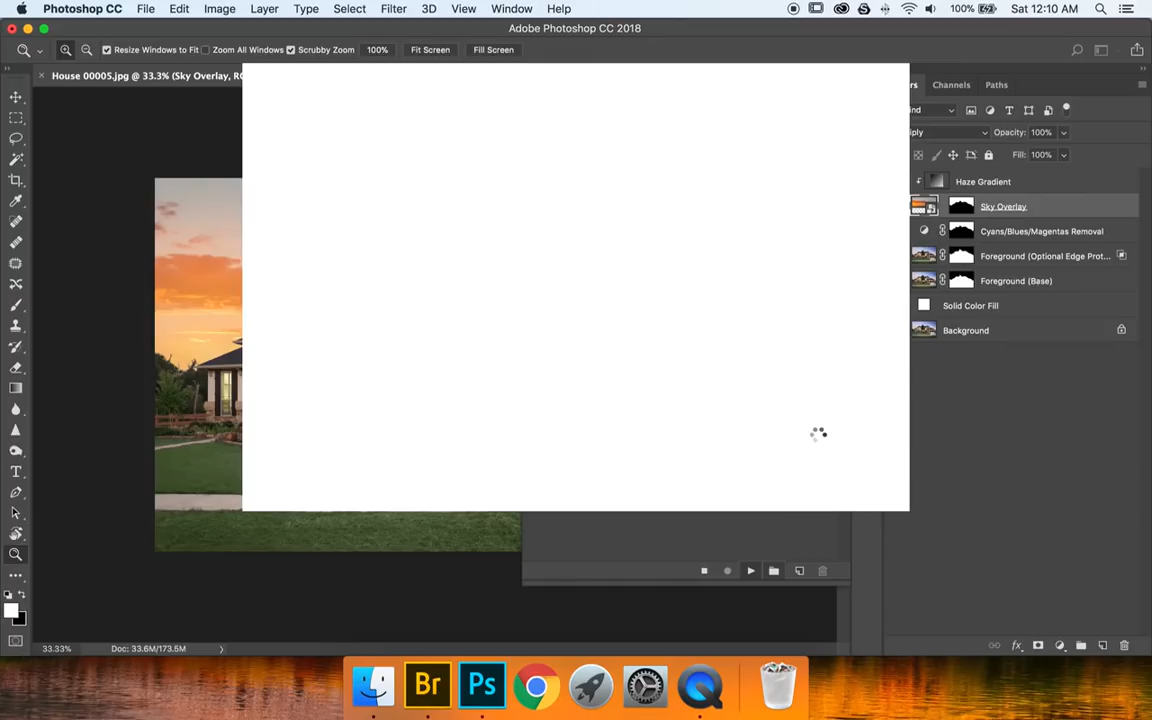 Photoshop CC File Edit Image Layer Type Select Filter 3D View Window Help 100% Sat 12:10 AM
Adobe Photoshop CC 2018
Resize Windows to Fit Zoom All Windows Scrubby Zoom 100% Fit Screen Fill Screen
House 00005.jpg @ 33.3% (Sky Overlay, R
Channels Paths
Opacity: 100%
Fill: 100%
Haze Gradient
Sky Overlay
Cyans/Blues/Magentas Removal
Foreground (Optional Edge Prot...
Foreground (Base)
Solid Color Fill
Background
33.33% Doc: 33.6M/173.5M
Br Ps